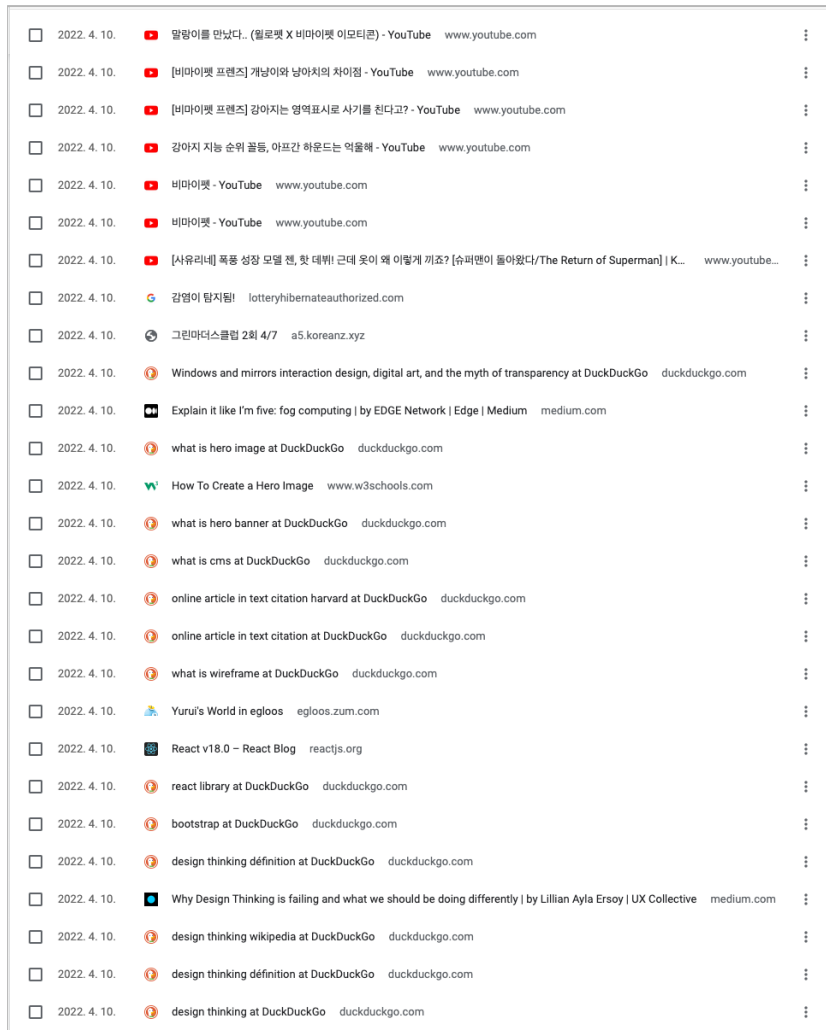 2022. 4. 10. 말랑이를 만났다.. (윌로펫 X 비마이펫 이모티콘) - YouTube www.youtube.com
2022. 4. 10. [비마이펫 프렌즈] 개냥이와 냥아치의 차이점 - YouTube www.youtube.com
2022. 4. 10. [비마이펫 프렌즈] 강아지는 영역표시로 사기를 친다고? - YouTube www.youtube.com
2022. 4. 10. 강아지 지능 순위 꼴등, 아프간 하운드는 억울해 - YouTube www.youtube.com
2022. 4. 10. 비마이펫 - YouTube www.youtube.com
2022. 4. 10. 비마이펫 - YouTube www.youtube.com
2022. 4. 10. [사유리네] 폭풍 성장 모델 젠, 핫 데뷔! 근데 옷이 왜 이렇게 끼죠? [슈퍼맨이 돌아왔다/The Return of Superman] | K... www.youtube...
2022. 4. 10. 감염이 탐지됨! lotteryhibernateauthorized.com
2022. 4. 10. 그린마더스클럽 2회 4/7 a5.koreanz.xyz
2022. 4. 10. Windows and mirrors interaction design, digital art, and the myth of transparency at DuckDuckGo duckduckgo.com
2022. 4. 10. Explain it like I'm five: fog computing | by EDGE Network | Edge | Medium medium.com
2022. 4. 10. what is hero image at DuckDuckGo duckduckgo.com
2022. 4. 10. How To Create a Hero Image www.w3schools.com
2022. 4. 10. what is hero banner at DuckDuckGo duckduckgo.com
2022. 4. 10. what is cms at DuckDuckGo duckduckgo.com
2022. 4. 10. online article in text citation harvard at DuckDuckGo duckduckgo.com
2022. 4. 10. online article in text citation at DuckDuckGo duckduckgo.com
2022. 4. 10. what is wireframe at DuckDuckGo duckduckgo.com
2022. 4. 10. Yurui's World in egloos egloos.zum.com
2022. 4. 10. React v18.0 – React Blog reactjs.org
2022. 4. 10. react library at DuckDuckGo duckduckgo.com
2022. 4. 10. bootstrap at DuckDuckGo duckduckgo.com
2022. 4. 10. design thinking définition at DuckDuckGo duckduckgo.com
2022. 4. 10. Why Design Thinking is failing and what we should be doing differently | by Lillian Ayla Ersoy | UX Collective medium.com
2022. 4. 10. design thinking wikipedia at DuckDuckGo duckduckgo.com
2022. 4. 10. design thinking définition at DuckDuckGo duckduckgo.com
2022. 4. 10. design thinking at DuckDuckGo duckduckgo.com